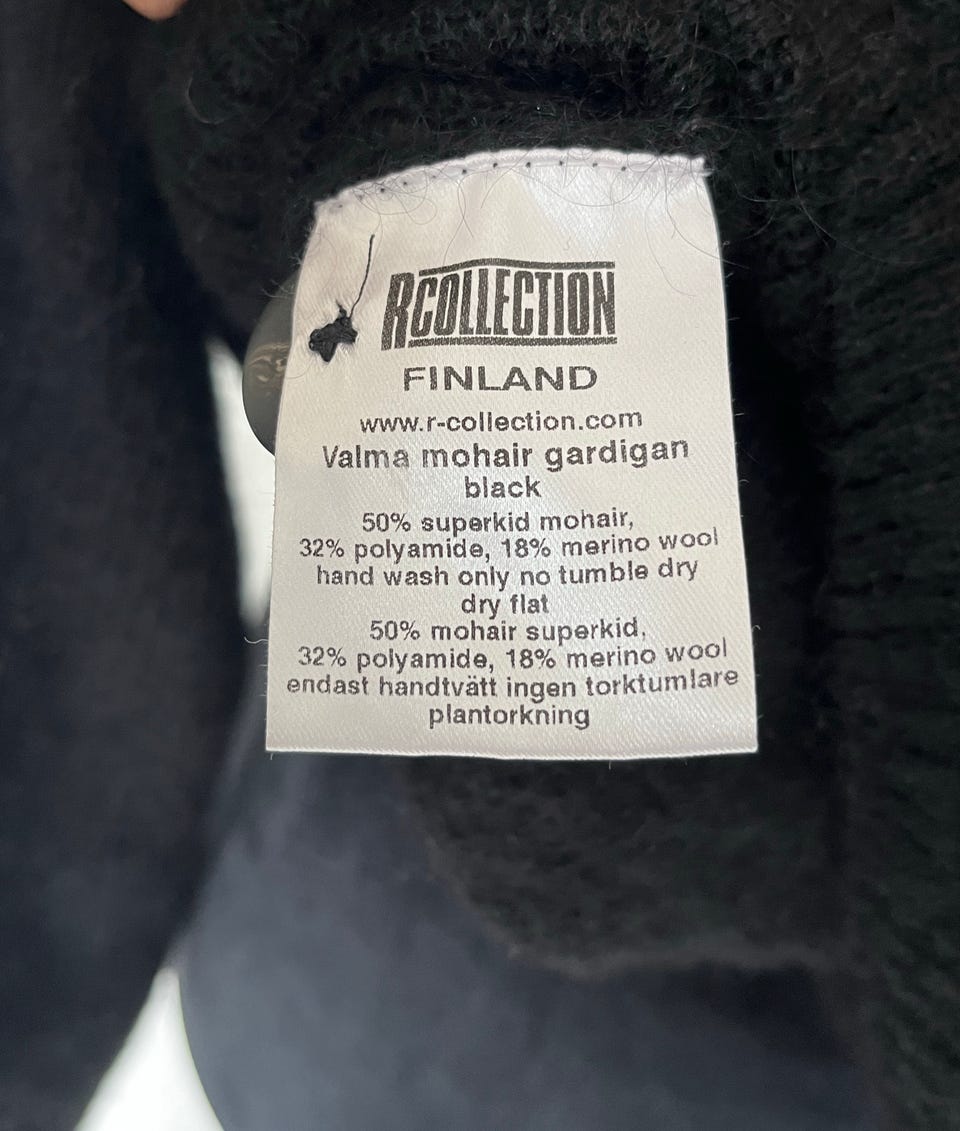 RCOLLECTION
FINLAND
www.r-collection.com
Valma mohair gardigan
black
50% superkid mohair,
32% polyamide, 18% merino wool
hand wash only no tumble dry
dry flat
50% mohair superkid,
32% polyamide, 18% merino wool
endast handtvätt ingen torktumlare
plantorkning